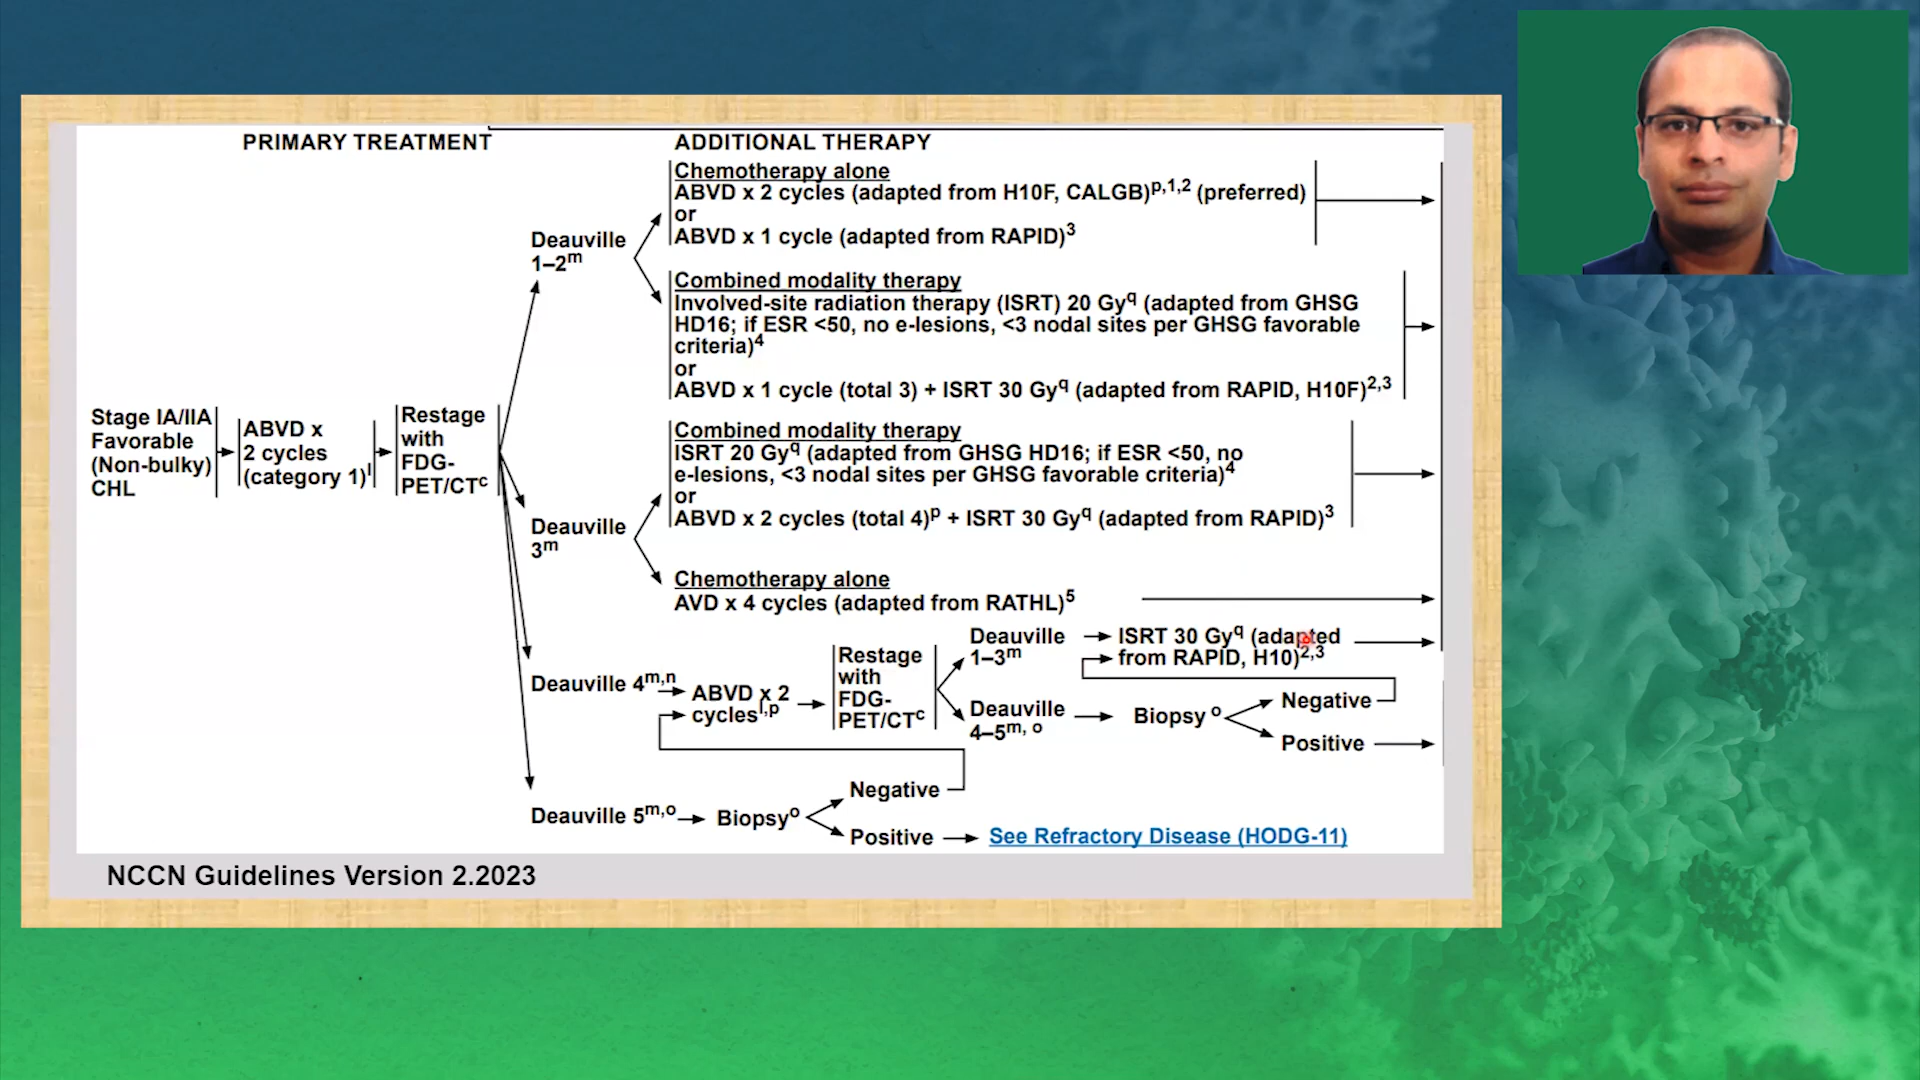 PRIMARY TREATMENT
ADDITIONAL THERAPY
Chemotherapy alone
ABVD x 2 cycles (adapted from H10F, CALGB)p,1,2 (preferred)
or
ABVD x 1 cycle (adapted from RAPID)3
Deauville
1–2m
Combined modality therapy
Involved-site radiation therapy (ISRT) 20 Gyq (adapted from GHSG
HD16; if ESR <50, no e-lesions, <3 nodal sites per GHSG favorable
criteria)4
or
ABVD x 1 cycle (total 3) + ISRT 30 Gyq (adapted from RAPID, H10F)2,3
Stage IA/IIA
Favorable
(Non-bulky)
CHL
ABVD x
2 cycles
(category 1)l
Restage
with
FDG-
PET/CTc
Combined modality therapy
ISRT 20 Gyq (adapted from GHSG HD16; if ESR <50, no
e-lesions, <3 nodal sites per GHSG favorable criteria)4
or
ABVD x 2 cycles (total 4)p + ISRT 30 Gyq (adapted from RAPID)3
Deauville
3m
Chemotherapy alone
AVD x 4 cycles (adapted from RATHL)5
Deauville 4m,n
ABVD x 2
cyclesl,p
Restage
with
FDG-
PET/CTc
Deauville
1–3m
ISRT 30 Gyq (adapted
from RAPID, H10)2,3
Deauville
4–5m, o
Biopsy o
Negative
Positive
Deauville 5m,o
Biopsyo
Negative
Positive
See Refractory Disease (HODG-11)
NCCN Guidelines Version 2.2023